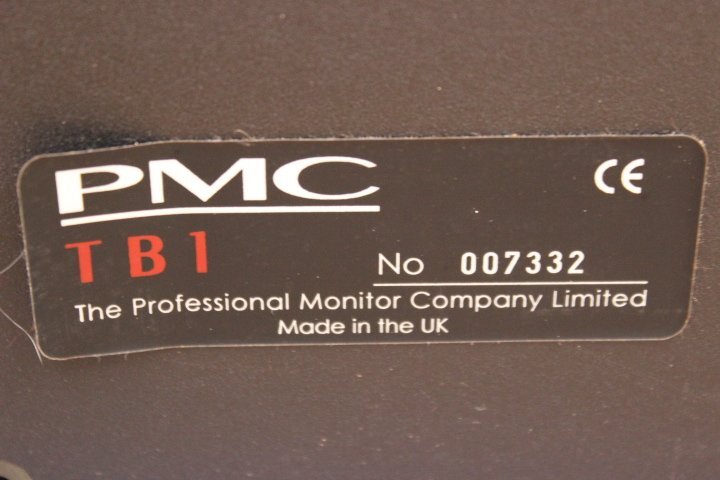 PMC
CE
TB1
No 007332
The Professional Monitor Company Limited
Made in the UK